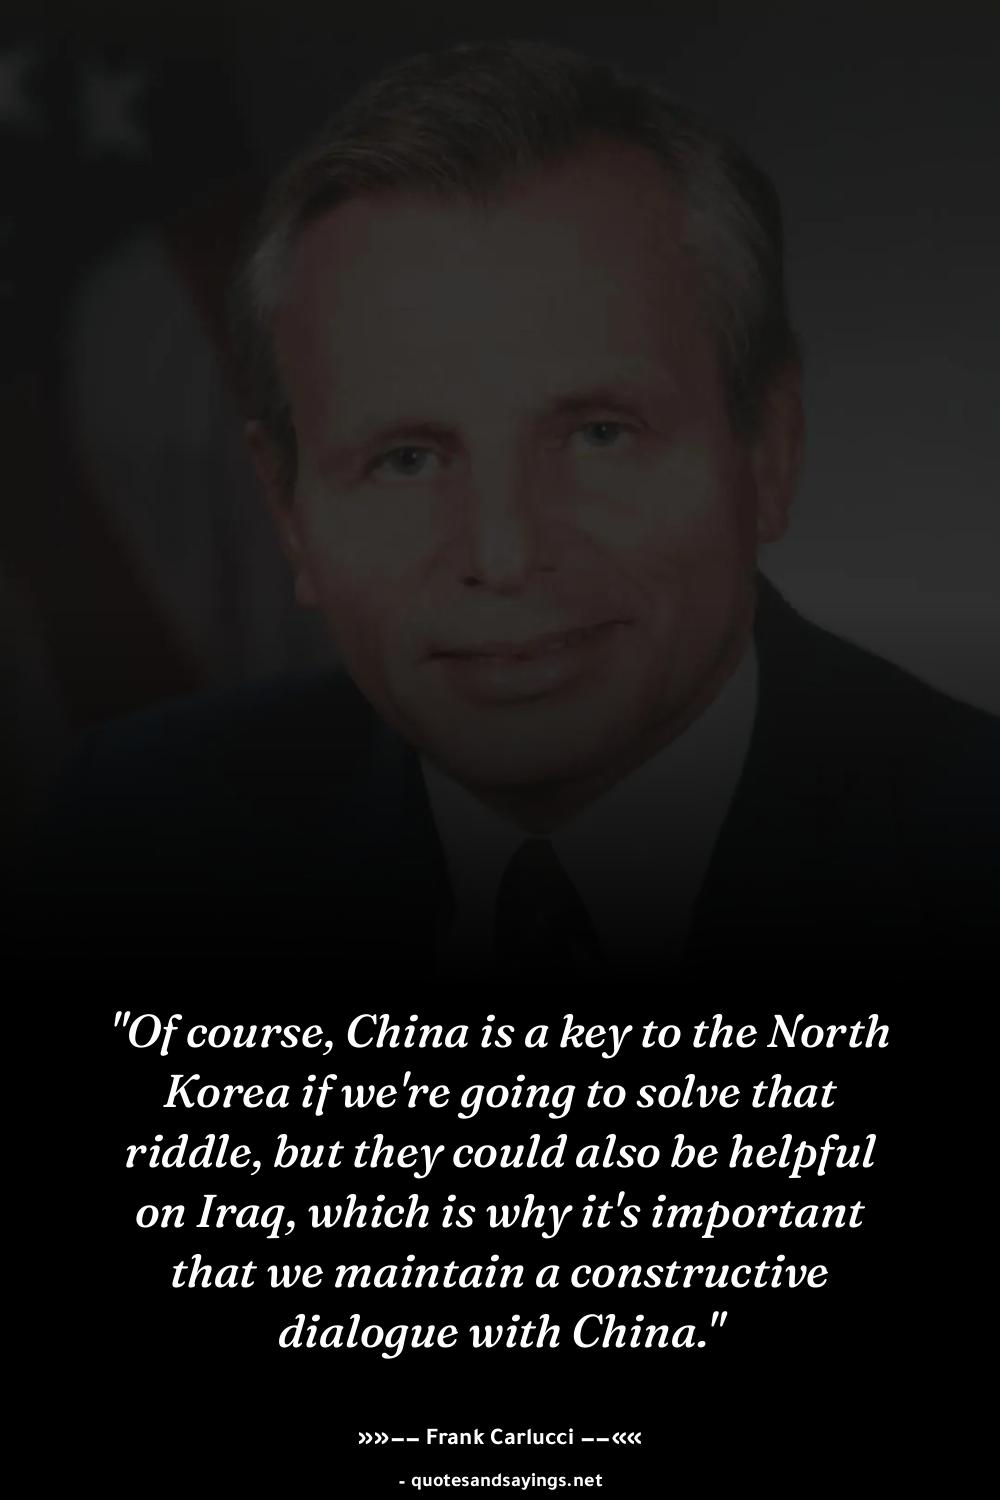 "Of course, China is a key to the North
Korea if we're going to solve that
riddle, but they could also be helpful
on Iraq, which is why it's important
that we maintain a constructive
dialogue with China."
»»–– Frank Carlucci ––««
- quotesandsayings.net